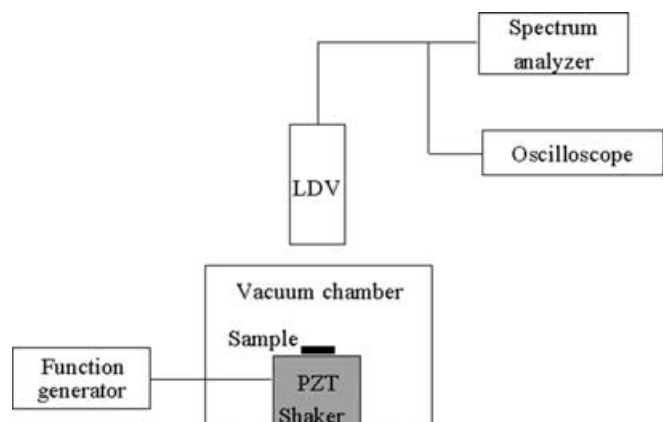 Spectrum
analyzer
Oscilloscope
LDV
Vacuum chamber
Sample
Function
generator
PZT
Shaker